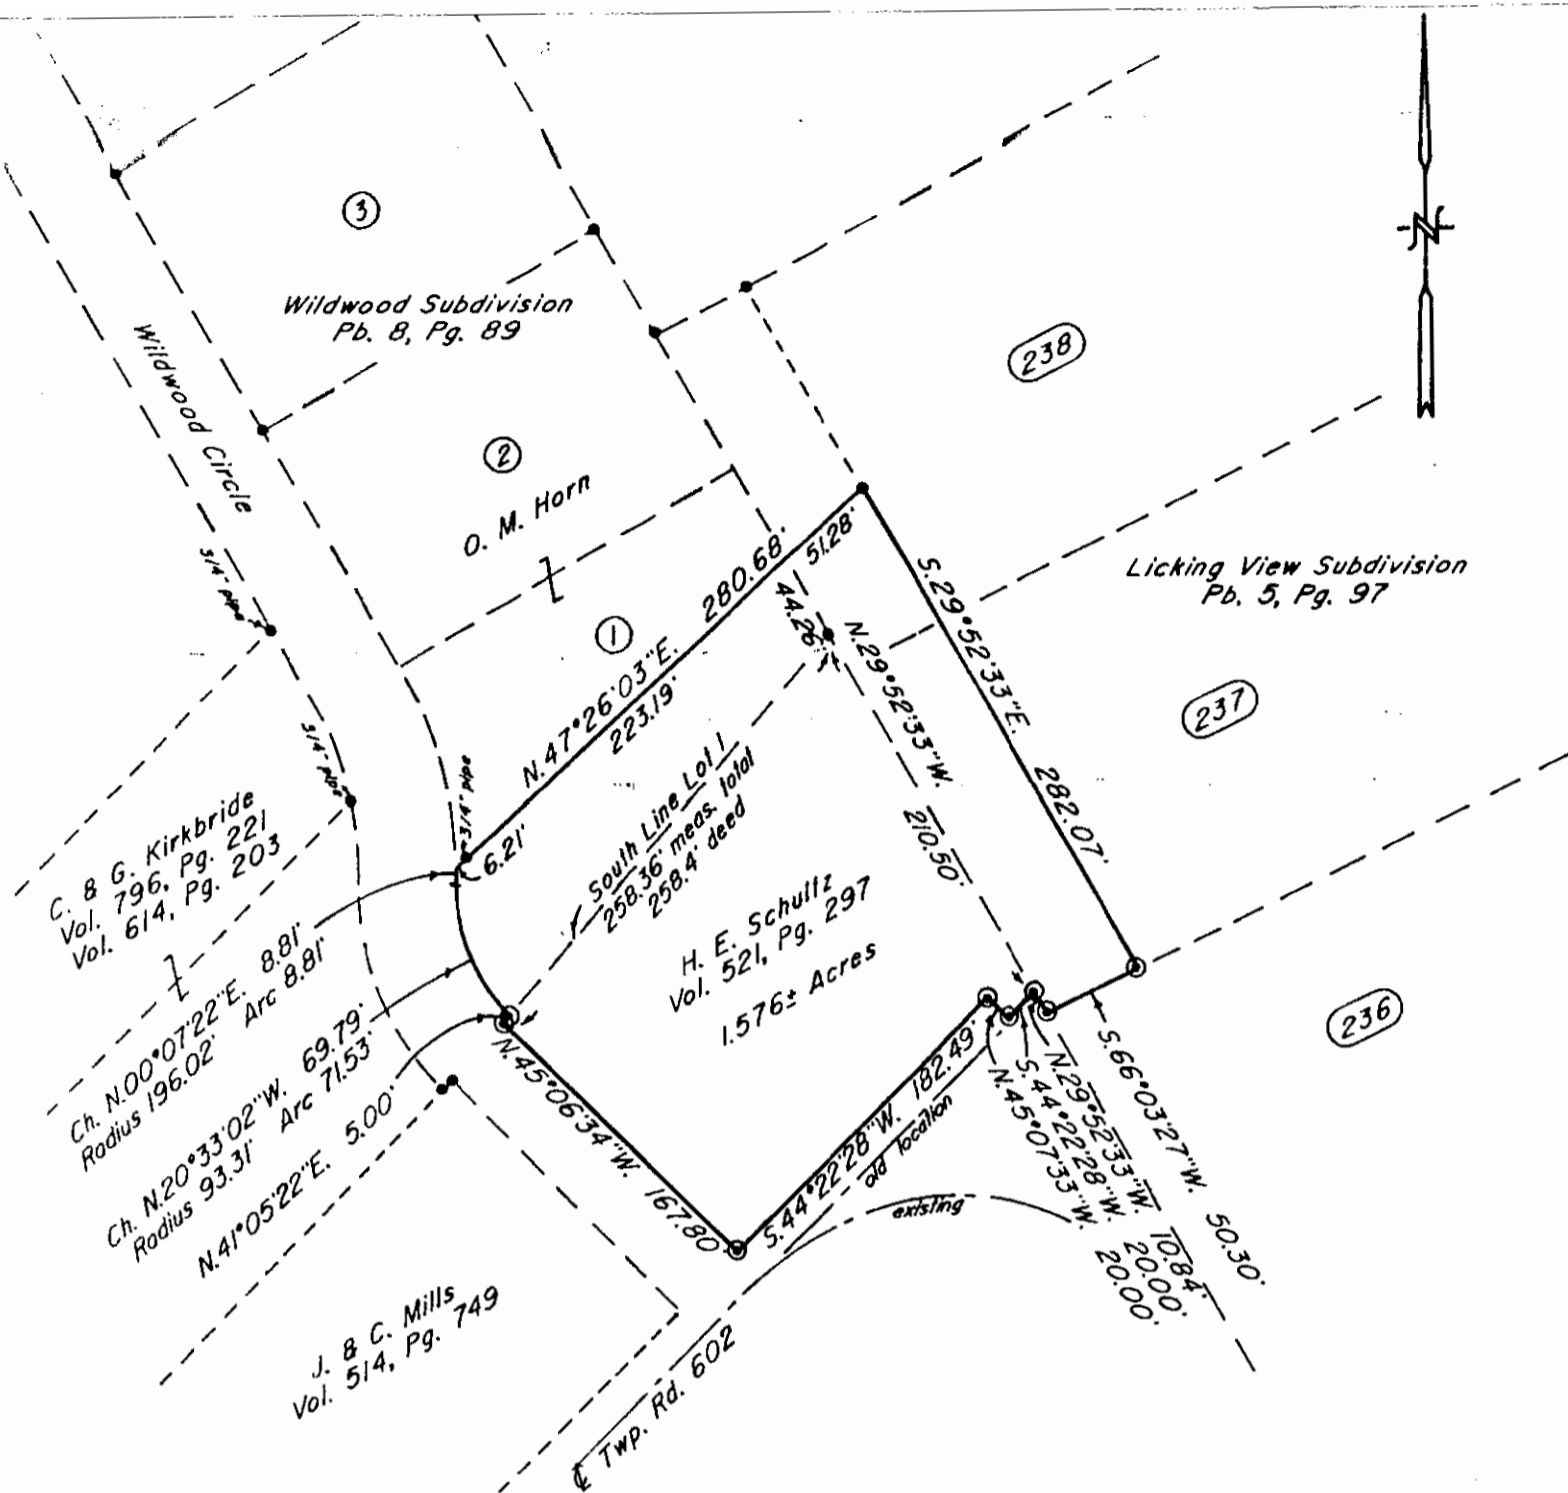 N
3
Wildwood Subdivision
Pb. 8, Pg. 89
238
Wildwood Circle
2
O. M. Horn
Licking View Subdivision
Pb. 5, Pg. 97
3/4" pipe
1
N.47°26'03"E. 280.68'
51.28'
223.19'
44.26'
S.29°52'33"E. 282.07'
N.29°52'33"W. 210.50'
237
3/4" pipe
3/4" pipe
6.21'
South Line Lot 1
258.36' meas. total
258.4' deed
C. & G. Kirkbride
Vol. 796, Pg. 221
Vol. 614, Pg. 203
H. E. Schultz
Vol. 521, Pg. 297
1.576± Acres
236
Ch. N.00°07'22"E. 8.81'
Radius 196.02' Arc 8.81'
Ch. N.20°33'02"W. 69.79'
Radius 93.31' Arc 71.53'
N.41°05'22"E. 5.00'
N.45°06'34"W. 167.80'
S.44°22'28"W. 182.49'
old location
existing
S.66°03'27"W. 50.30'
N.29°52'33"W. 10.84'
S.44°22'28"W. 20.00'
N.45°07'33"W. 20.00'
J. & C. Mills
Vol. 514, Pg. 749
℄ Twp. Rd. 602